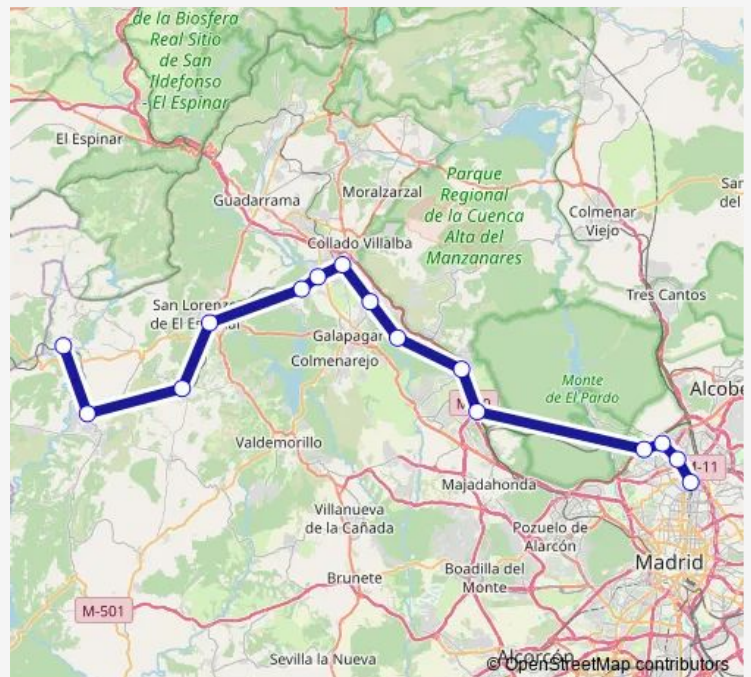 de la Biosfera
Real Sitio
de San
Ildefonso
- El Espinar
El Espinar
Guadarrama
Moralzarzal
Parque
Regional
de la Cuenca
Alta del
Manzanares
Colmenar
Viejo
San
del
Collado Villalba
Tres Cantos
San Lorenzo
de El
Galapagar
Colmenarejo
Monte
de El Pardo
Alcobe
Valdemorillo
M-11
Majadahonda
Villanueva
de la Cañada
Pozuelo de
Alarcón
Madrid
Boadilla del
Monte
Brunete
M-501
Sevilla la Nueva
Alcorcón
© OpenStreetMap contributors